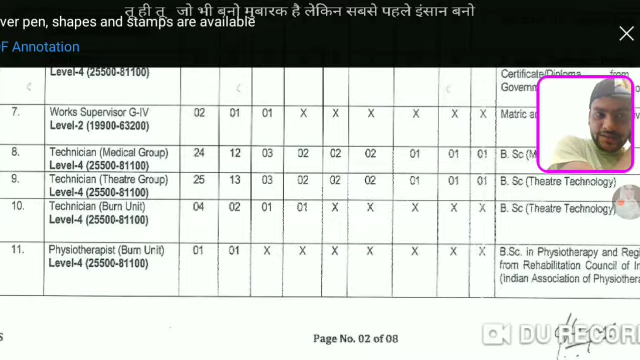 तू ही तू जो भी बनो मुबारक है लेकिन सबसे पहले इंसान बनो
ver pen, shapes and stamps are available
F Annotation
Level-4 (25500-81100)
Certificate/Diploma from
Governm
7. Works Supervisor G-IV 02 01 01 X X X X X X Matric a
Level-2 (19900-63200)
8. Technician (Medical Group) 24 12 03 02 02 02 01 01 01 B. Sc (M
Level-4 (25500-81100)
9. Technician (Theatre Group) 25 13 03 02 02 02 01 01 01 B. Sc (Theatre Technology)
Level-4 (25500-81100)
10. Technician (Burn Unit) 04 02 01 01 X X X X X B. Sc (Theatre Technology)
Level-4 (25500-81100)
11. Physiotherapist (Burn Unit) 01 01 X X X X X X X B.Sc. in Physiotherapy and Regi
Level-4 (25500-81100) from Rehabilitation Council of In
(Indian Association of Physiothera
S
Page No. 02 of 08
DU RECOR